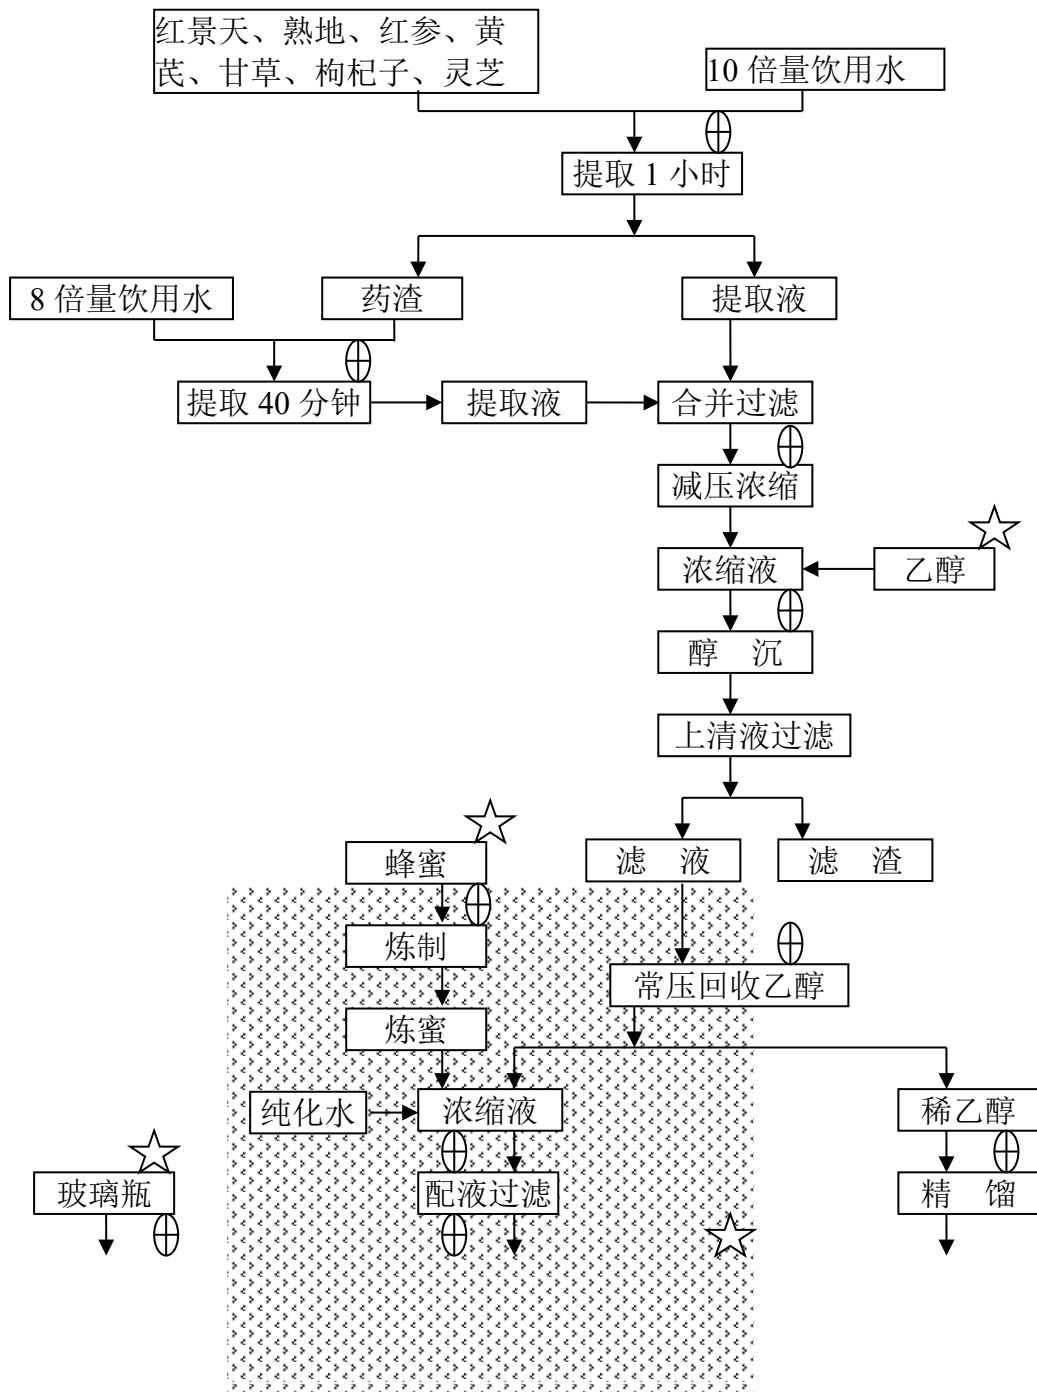 红景天、熟地、红参、黄
芪、甘草、枸杞子、灵芝
10 倍量饮用水
提取 1 小时
8 倍量饮用水
药渣
提取液
提取 40 分钟
提取液
合并过滤
减压浓缩
浓缩液
乙醇
醇 沉
上清液过滤
蜂蜜
滤 液
滤 渣
炼制
常压回收乙醇
炼蜜
纯化水
浓缩液
稀乙醇
玻璃瓶
配液过滤
精 馏